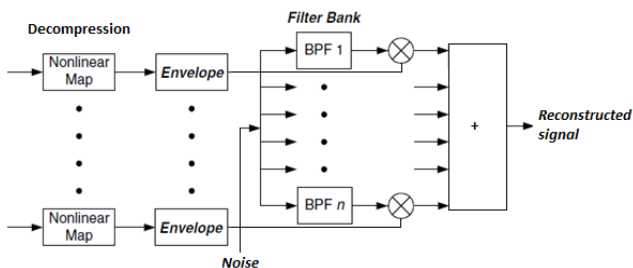 Filter Bank
Decompression
Nonlinear
Map
Envelope
BPF 1
+
Reconstructed
signal
Nonlinear
Map
Envelope
BPF n
Noise